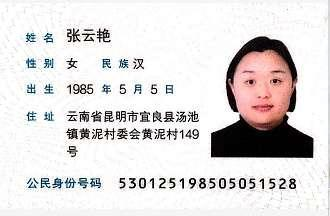 姓名 张云艳
性别 女 民族 汉
出生 1985 年 5 月 5 日
住址 云南省昆明市宜良县汤池
镇黄泥村委会黄泥村149
号
公民身份号码 530125198505051528